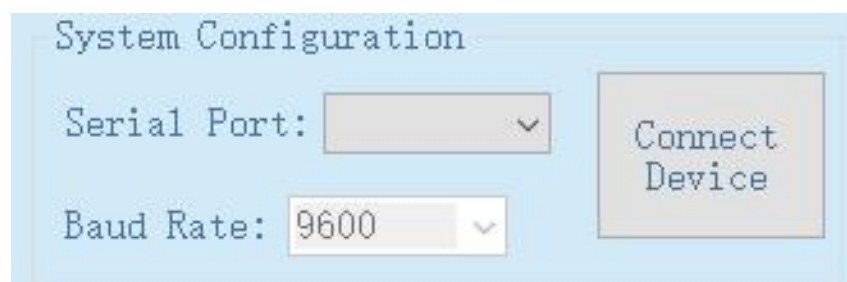 System Configuration
Serial Port:
Connect
Device
Baud Rate: 9600